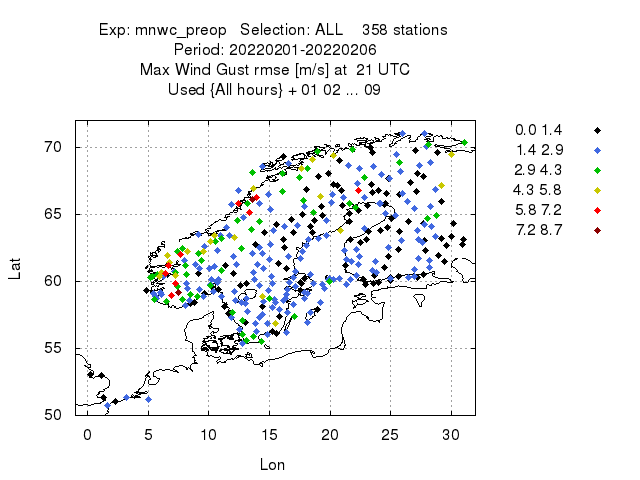 Exp: mnwc_preop   Selection: ALL    358 stations
Period: 20220201-20220206
Max Wind Gust rmse [m/s] at  21 UTC
Used {All hours} + 01 02 ... 09
0.0 1.4
1.4 2.9
2.9 4.3
4.3 5.8
5.8 7.2
7.2 8.7
70
65
60
55
50
Lat
0 5 10 15 20 25 30
Lon